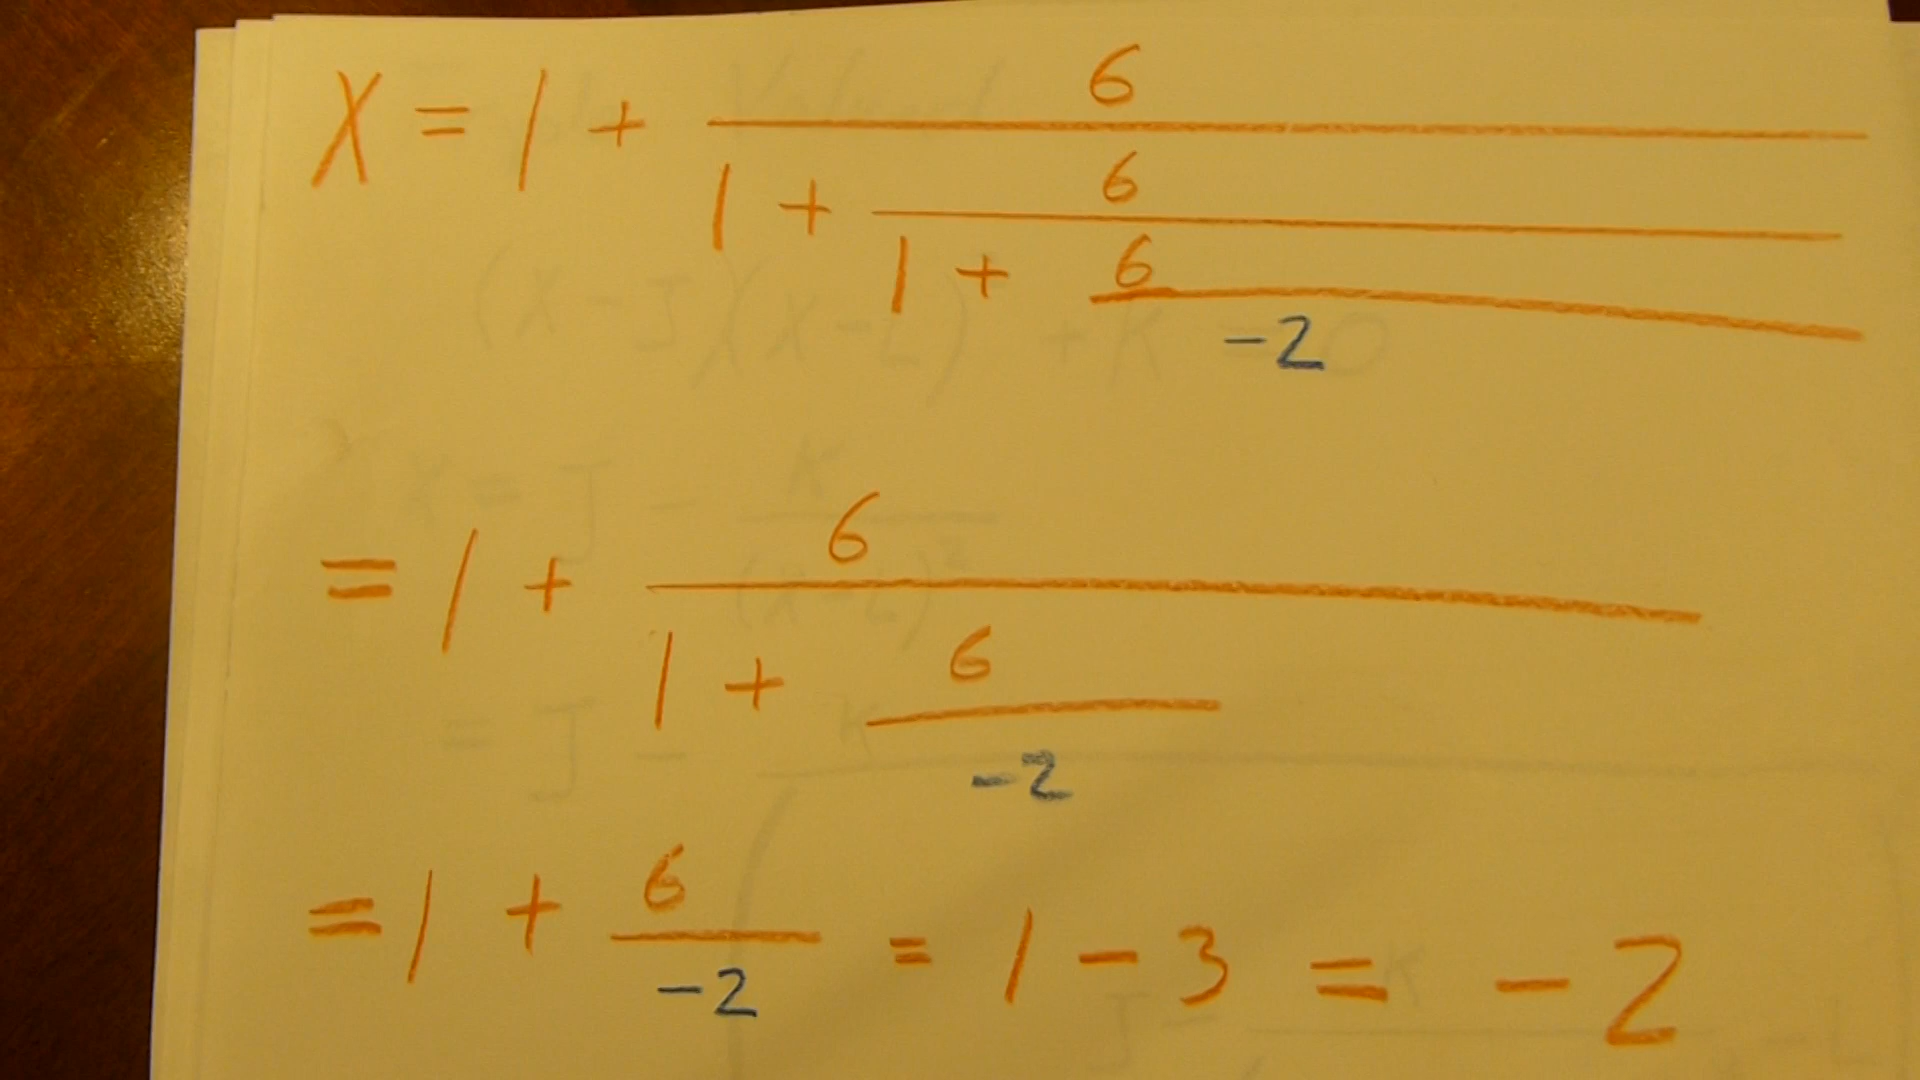 X = 1 + 6
1 + 6
1 + 6
-2
= 1 + 6
1 + 6
-2
= 1 + 6 = 1 - 3 = - 2
-2